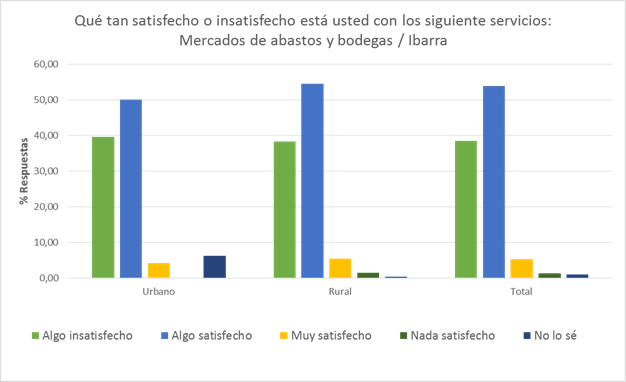 Qué tan satisfecho o insatisfecho está usted con los siguiente servicios:
Mercados de abastos y bodegas / Ibarra
60,00
50,00
40,00
30,00
20,00
10,00
0,00
% Respuestas
Urbano Rural Total
Algo insatisfecho Algo satisfecho Muy satisfecho Nada satisfecho No lo sé